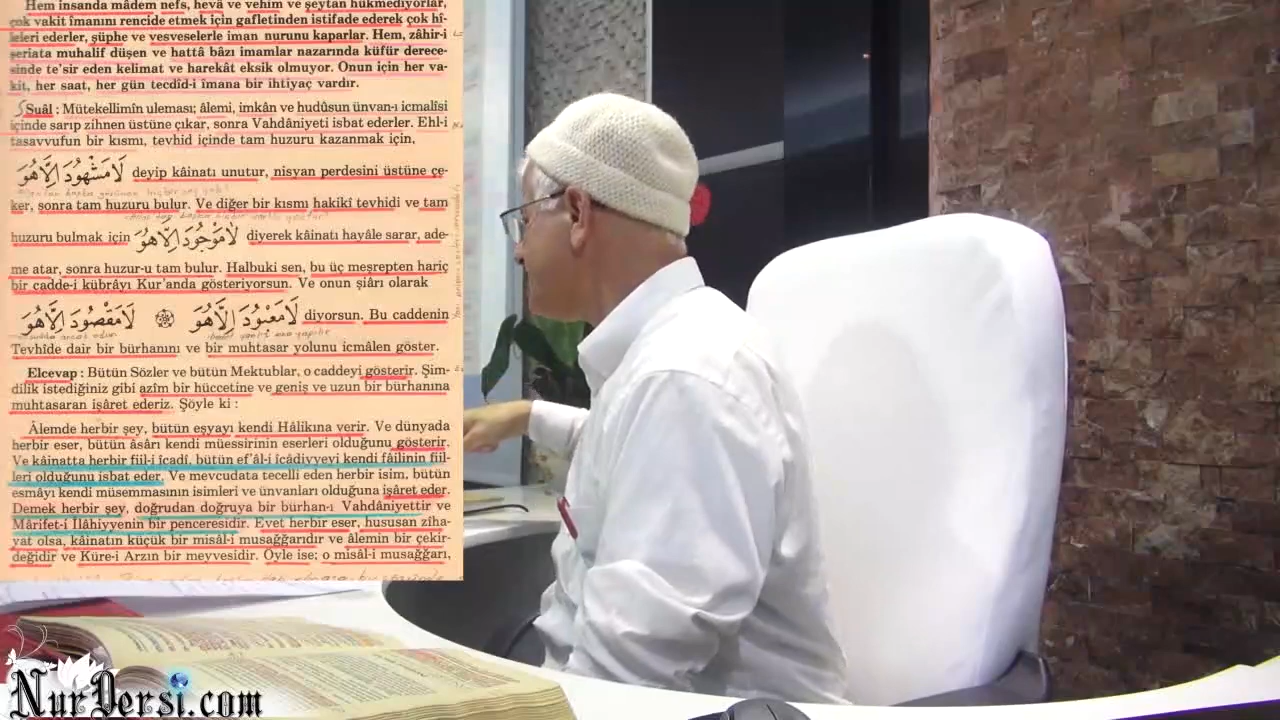 Hem insanda mâdem nefs, hevâ ve vehim ve şeytan hükmediyorlar,
çok vakit îmanını rencide etmek için gafletinden istifade ederek çok hî-
leleri ederler, şüphe ve vesveselerle iman nurunu kaparlar. Hem, zâhir-i
şeriata muhalif düşen ve hattâ bâzı imamlar nazarında küfür derece-
sinde te'sir eden kelimat ve harekât eksik olmuyor. Onun için her va-
kit, her saat, her gün tecdîd-i îmana bir ihtiyaç vardır.
Suâl : Mütekellimîn uleması; âlemi, imkân ve hudûsun ünvan-ı icmalîsi
içinde sarıp zihnen üstüne çıkar, sonra Vahdâniyeti isbat ederler. Ehl-i
tasavvufun bir kısmı, tevhid içinde tam huzuru kazanmak için,
لَا مَشْهُودَ اِلَّا هُوَ deyip kâinatı unutur, nisyan perdesini üstüne çe-
ker, sonra tam huzuru bulur. Ve diğer bir kısmı hakikî tevhidi ve tam
huzuru bulmak için لَا مَوْجُودَ اِلَّا هُوَ diyerek kâinatı hayâle sarar, ade-
me atar, sonra huzur-u tam bulur. Halbuki sen, bu üç meşrepten hariç
bir cadde-i kübrâyı Kur'anda gösteriyorsun. Ve onun şiârı olarak
لَا مَعْبُودَ اِلَّا هُوَ لَا مَقْصُودَ اِلَّا هُوَ diyorsun. Bu caddenin
Tevhîde dair bir bürhanını ve bir muhtasar yolunu icmâlen göster.
Elcevap : Bütün Sözler ve bütün Mektublar, o caddeyi gösterir. Şim-
dilik istediğiniz gibi azîm bir hüccetine ve geniş ve uzun bir bürhanına
muhtasaran işâret ederiz. Şöyle ki :
Âlemde herbir şey, bütün eşyayı kendi Hâlikına verir. Ve dünyada
herbir eser, bütün âsârı kendi müessirinin eserleri olduğunu gösterir.
Ve kâinatta herbir fiil-i îcadî, bütün ef'âl-i îcâdiyyeyi kendi fâilinin fiil-
leri olduğunu isbat eder. Ve mevcudata tecelli eden herbir isim, bütün
esmâyı kendi müsemmasının isimleri ve ünvanları olduğuna işâret eder.
Demek herbir şey, doğrudan doğruya bir bürhan-ı Vahdâniyettir ve
Mârifet-i İlâhiyyenin bir penceresidir. Evet herbir eser, hususan zîha-
yat olsa, kâinatın küçük bir misâl-i musağğarıdır ve âlemin bir çekir-
değidir ve Küre-i Arzın bir meyvesidir. Öyle ise; o misâl-i musağğarı,
NurDersi.com